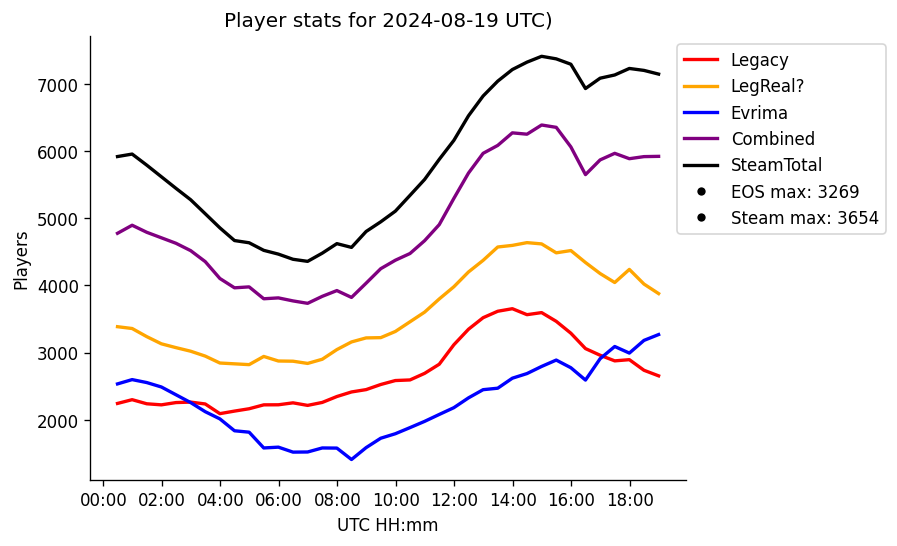 Player stats for 2024-08-19 UTC)
Legacy
LegReal?
Evrima
Combined
SteamTotal
EOS max: 3269
Steam max: 3654
Players
7000
6000
5000
4000
3000
2000
00:00 02:00 04:00 06:00 08:00 10:00 12:00 14:00 16:00 18:00
UTC HH:mm